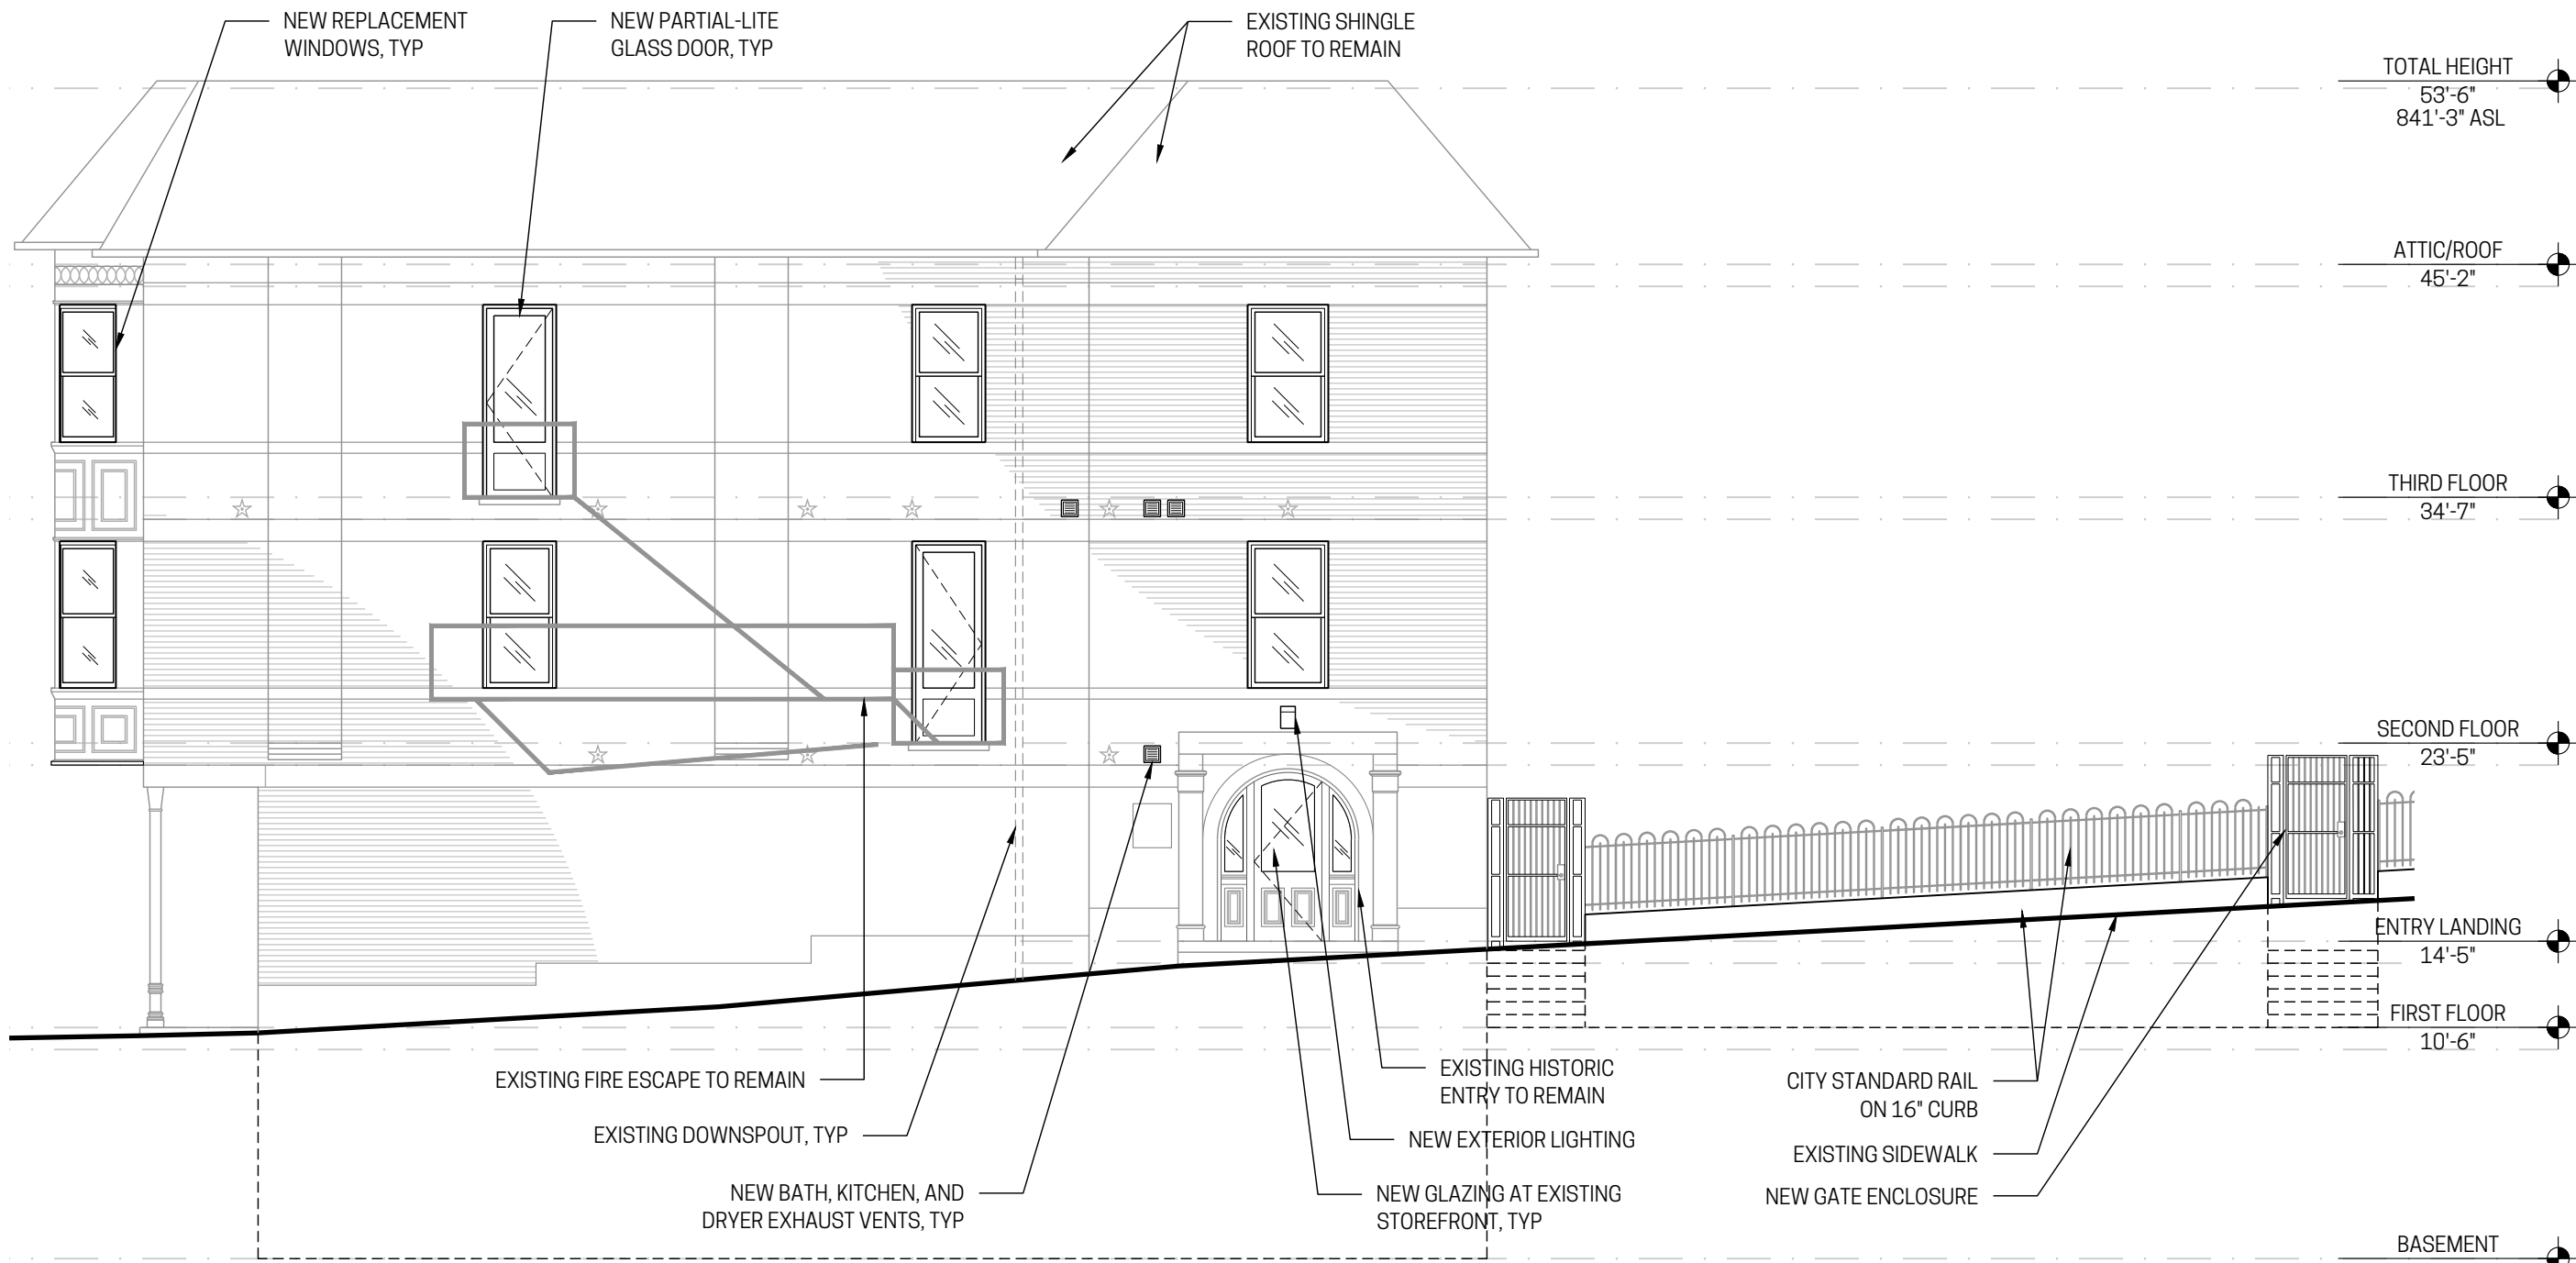 NEW REPLACEMENT
WINDOWS, TYP
NEW PARTIAL-LITE
GLASS DOOR, TYP
EXISTING SHINGLE
ROOF TO REMAIN
TOTAL HEIGHT
53'-6"
841'-3" ASL
ATTIC/ROOF
45'-2"
THIRD FLOOR
34'-7"
SECOND FLOOR
23'-5"
ENTRY LANDING
14'-5"
FIRST FLOOR
10'-6"
EXISTING FIRE ESCAPE TO REMAIN
EXISTING DOWNSPOUT, TYP
NEW BATH, KITCHEN, AND
DRYER EXHAUST VENTS, TYP
EXISTING HISTORIC
ENTRY TO REMAIN
NEW EXTERIOR LIGHTING
NEW GLAZING AT EXISTING
STOREFRONT, TYP
CITY STANDARD RAIL
ON 16" CURB
EXISTING SIDEWALK
NEW GATE ENCLOSURE
BASEMENT